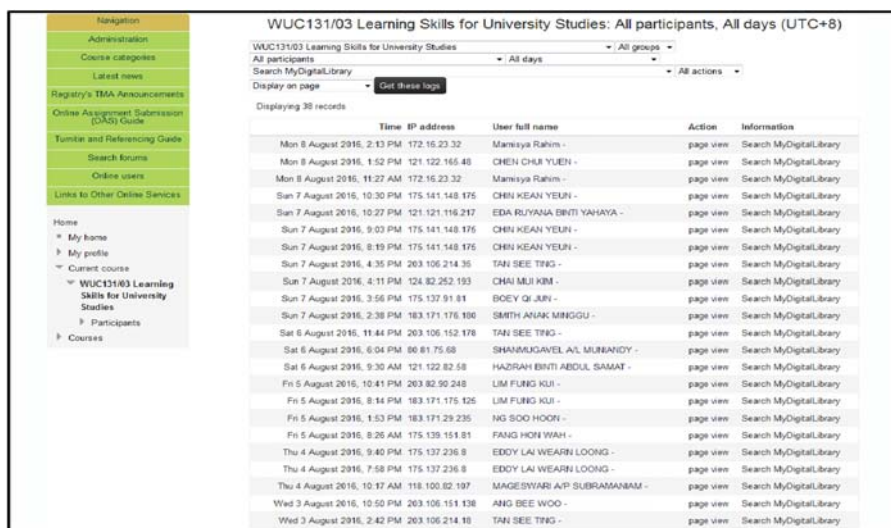 Navigation
Administration
Course categories
Latest news
Registry's TMA Announcements
Online Assignment Submission
(OAS) Guide
Turnitin and Referencing Guide
Search forums
Online users
Links to Other Online Services
Home
My home
My profile
Current course
WUC131/03 Learning
Skills for University
Studies
Participants
Courses
WUC131/03 Learning Skills for University Studies: All participants, All days (UTC+8)
WUC131/03 Learning Skills for University Studies All groups
All participants All days
Search MyDigitalLibrary All actions
Display on page Get these logs
Displaying 38 records
Time IP address User full name Action Information
Mon 8 August 2016, 2:13 PM 172.16.23.32 Mamisya Rahim - page view Search MyDigitalLibrary
Mon 8 August 2016, 1:52 PM 121.122.165.48 CHEN CHUI YUEN - page view Search MyDigitalLibrary
Mon 8 August 2016, 11:27 AM 172.16.23.32 Mamisya Rahim - page view Search MyDigitalLibrary
Sun 7 August 2016, 10:30 PM 175.141.148.175 CHIN KEAN YEUN - page view Search MyDigitalLibrary
Sun 7 August 2016, 10:27 PM 121.121.116.217 EDA RUYANA BINTI YAHAYA - page view Search MyDigitalLibrary
Sun 7 August 2016, 9:03 PM 175.141.148.175 CHIN KEAN YEUN - page view Search MyDigitalLibrary
Sun 7 August 2016, 8:19 PM 175.141.148.175 CHIN KEAN YEUN - page view Search MyDigitalLibrary
Sun 7 August 2016, 4:35 PM 203.106.214.35 TAN SEE TING - page view Search MyDigitalLibrary
Sun 7 August 2016, 4:11 PM 124.82.252.193 CHAI MUI KIM - page view Search MyDigitalLibrary
Sun 7 August 2016, 3:56 PM 175.137.91.81 BOEY QI JUN - page view Search MyDigitalLibrary
Sun 7 August 2016, 2:38 PM 183.171.176.180 SMITH ANAK MINGGU - page view Search MyDigitalLibrary
Sat 6 August 2016, 11:44 PM 203.106.152.178 TAN SEE TING - page view Search MyDigitalLibrary
Sat 6 August 2016, 6:04 PM 80.81.75.68 SHANMUGAVEL A/L MUNIANDY - page view Search MyDigitalLibrary
Sat 6 August 2016, 9:30 AM 121.122.82.58 HAZIRAH BINTI ABDUL SAMAT - page view Search MyDigitalLibrary
Fri 5 August 2016, 10:41 PM 203.82.90.248 LIM FUNG KUI - page view Search MyDigitalLibrary
Fri 5 August 2016, 8:14 PM 183.171.175.125 LIM FUNG KUI - page view Search MyDigitalLibrary
Fri 5 August 2016, 1:53 PM 183.171.29.235 NG SOO HOON - page view Search MyDigitalLibrary
Fri 5 August 2016, 8:26 AM 175.139.151.81 FANG HON WAH - page view Search MyDigitalLibrary
Thu 4 August 2016, 9:40 PM 175.137.236.8 EDDY LAI WEARN LOONG - page view Search MyDigitalLibrary
Thu 4 August 2016, 7:58 PM 175.137.236.8 EDDY LAI WEARN LOONG - page view Search MyDigitalLibrary
Thu 4 August 2016, 10:17 AM 118.100.82.107 MAGESWARI A/P SUBRAMANIAM - page view Search MyDigitalLibrary
Wed 3 August 2016, 10:50 PM 203.106.151.138 ANG BEE WOO - page view Search MyDigitalLibrary
Wed 3 August 2016, 2:42 PM 203.106.214.18 TAN SEE TING - page view Search MyDigitalLibrary